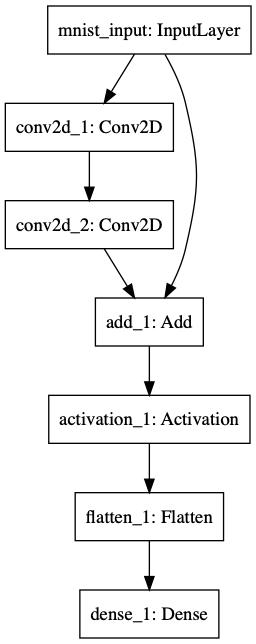 mnist_input: InputLayer
conv2d_1: Conv2D
conv2d_2: Conv2D
add_1: Add
activation_1: Activation
flatten_1: Flatten
dense_1: Dense